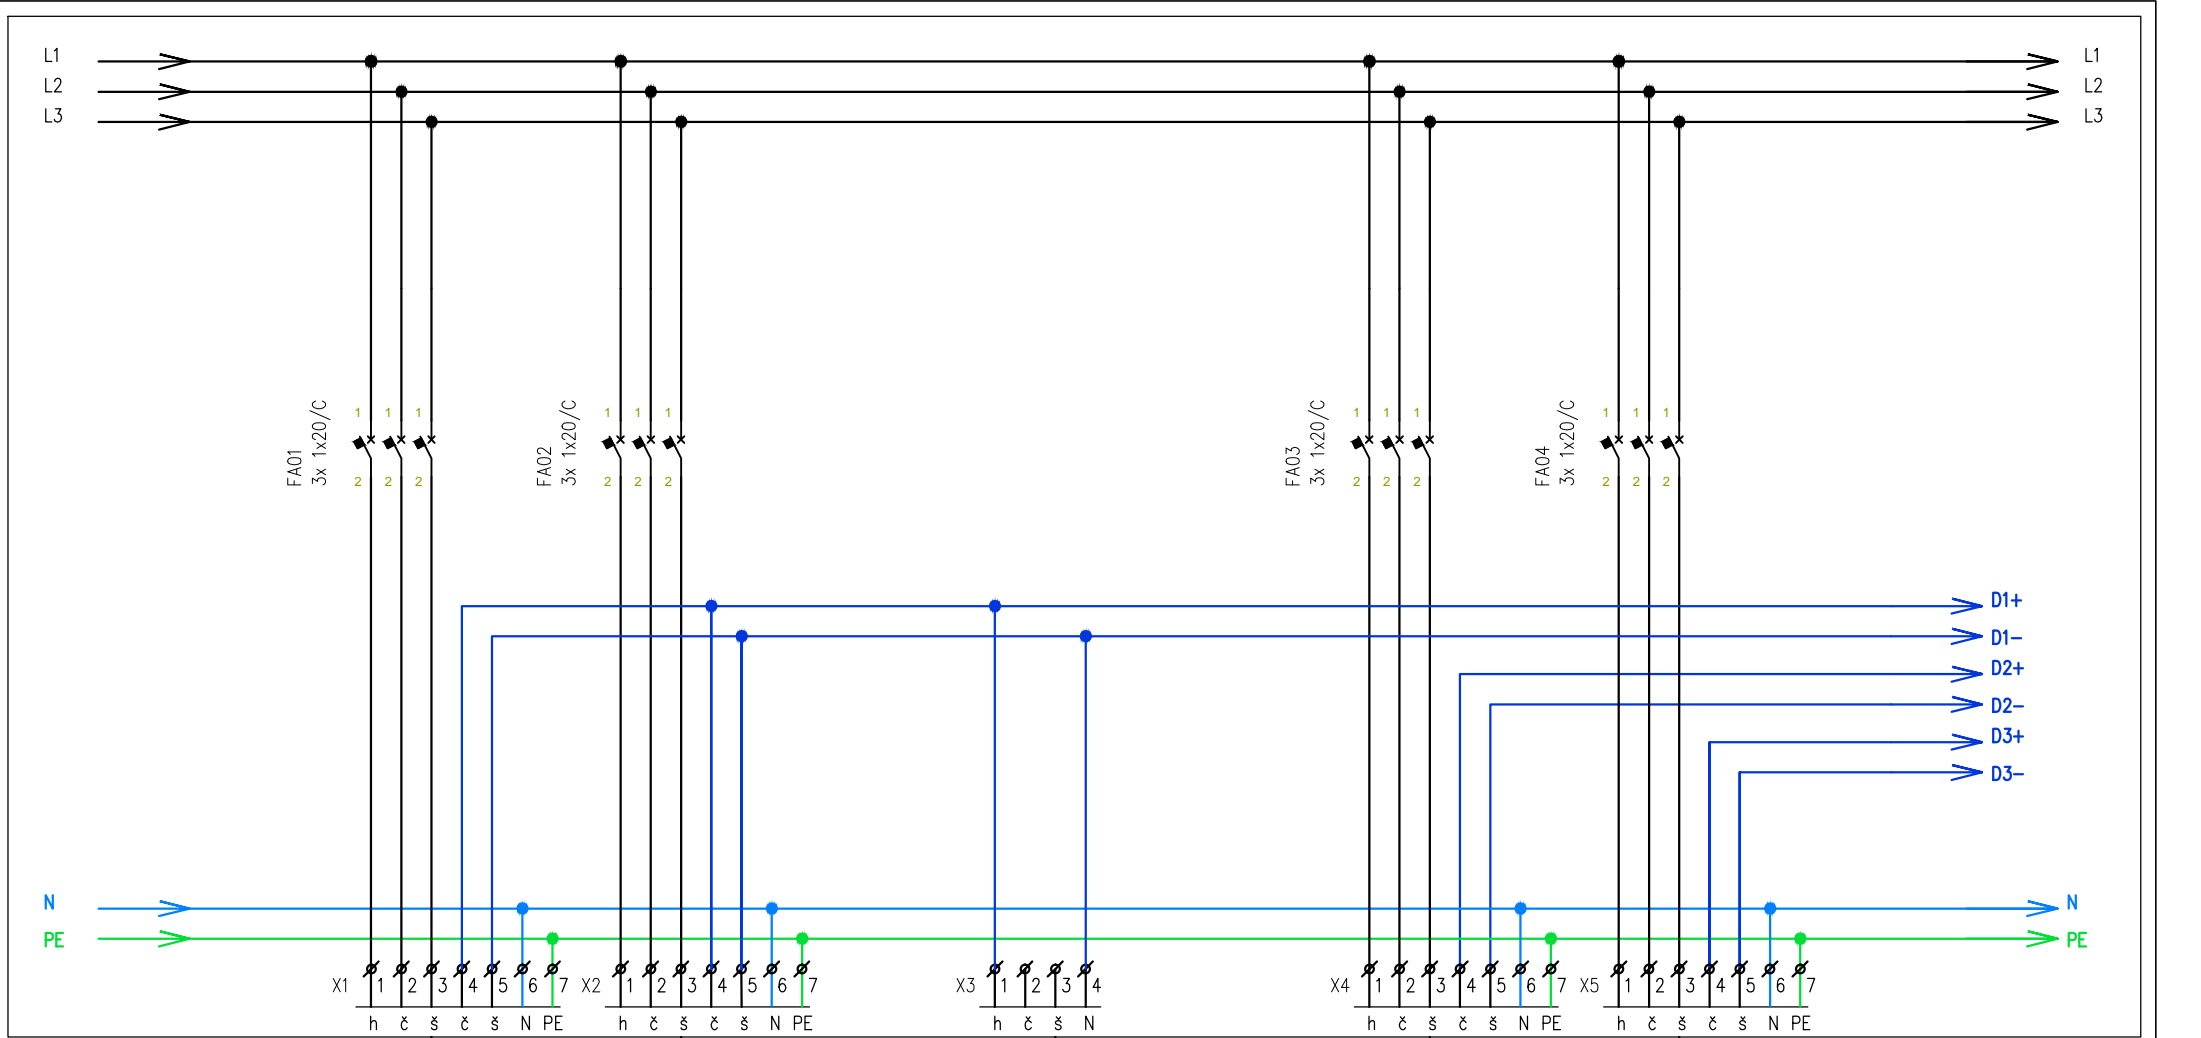 L1 L1
L2 L2
L3 L3
FA01
3x 1x20/C
1 1 1
2 2 2
FA02
3x 1x20/C
1 1 1
2 2 2
FA03
3x 1x20/C
1 1 1
2 2 2
FA04
3x 1x20/C
1 1 1
2 2 2
D1+
D1-
D2+
D2-
D3+
D3-
N N
PE PE
X1 1 2 3 4 5 6 7 X2 1 2 3 4 5 6 7 X3 1 2 3 4 X4 1 2 3 4 5 6 7 X5 1 2 3 4 5 6 7
h č š č š N PE h č š č š N PE h č š N h č š č š N PE h č š č š N PE